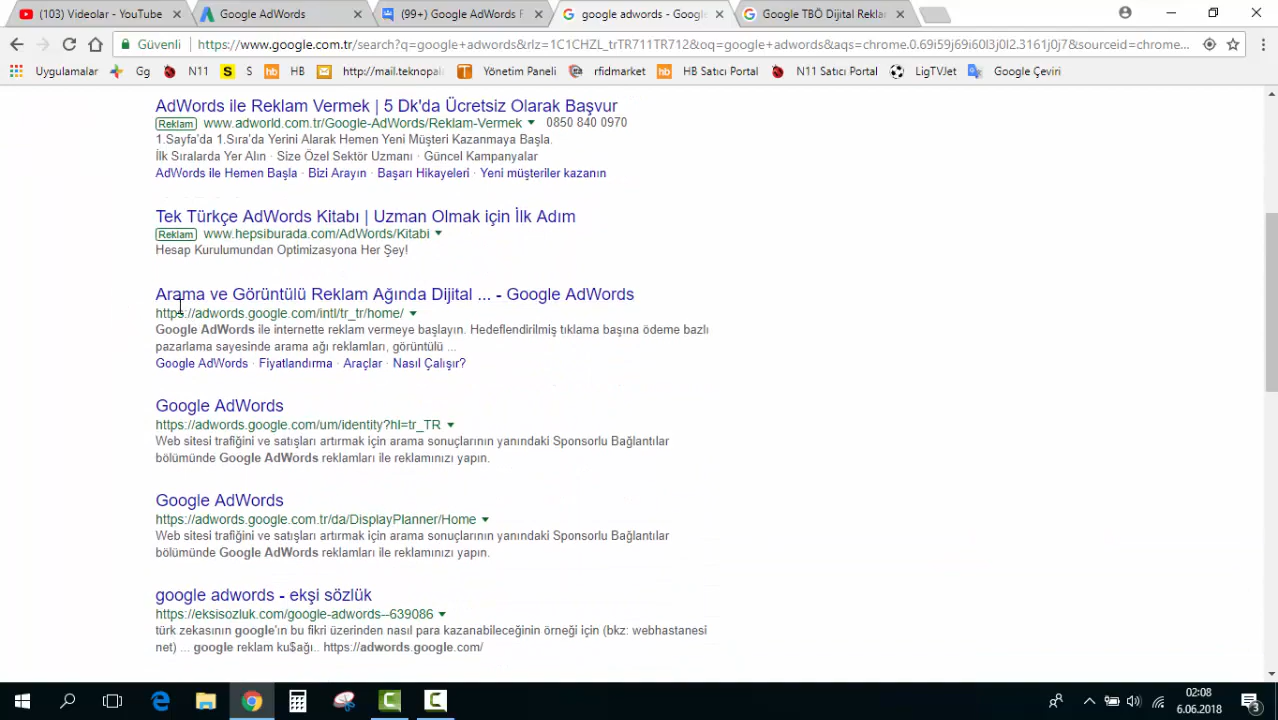 (103) Videolar - YouTube
Google AdWords
(99+) Google AdWords F
google adwords - Goog
Google TBÖ Dijital Rekla
Güvenli
https://www.google.com.tr/search?q=google+adwords&rlz=1C1CHZL_trTR711TR712&oq=google+adwords&aqs=chrome.0.69i59j69i60l3j0l2.3161j0j7&sourceid=chrome...
Uygulamalar
Gg
N11
S
HB
http://mail.teknopal
Yönetim Paneli
rfidmarket
HB Satıcı Portal
N11 Satıcı Portal
LigTVJet
Google Çeviri
AdWords ile Reklam Vermek | 5 Dk'da Ücretsiz Olarak Başvur
Reklam www.adworld.com.tr/Google-AdWords/Reklam-Vermek 0850 840 0970
1.Sayfa'da 1.Sıra'da Yerini Alarak Hemen Yeni Müşteri Kazanmaya Başla.
İlk Sıralarda Yer Alın · Size Özel Sektör Uzmanı · Güncel Kampanyalar
AdWords ile Hemen Başla · Bizi Arayın · Başarı Hikayeleri · Yeni müşteriler kazanın
Tek Türkçe AdWords Kitabı | Uzman Olmak için İlk Adım
Reklam www.hepsiburada.com/AdWords/Kitabi
Hesap Kurulumundan Optimizasyona Her Şey!
Arama ve Görüntülü Reklam Ağında Dijital ... - Google AdWords
https://adwords.google.com/intl/tr_tr/home/
Google AdWords ile internette reklam vermeye başlayın. Hedeflendirilmiş tıklama başına ödeme bazlı
pazarlama sayesinde arama ağı reklamları, görüntülü ...
Google AdWords · Fiyatlandırma · Araçlar · Nasıl Çalışır?
Google AdWords
https://adwords.google.com/um/identity?hl=tr_TR
Web sitesi trafiğini ve satışları artırmak için arama sonuçlarının yanındaki Sponsorlu Bağlantılar
bölümünde Google AdWords reklamları ile reklamınızı yapın.
Google AdWords
https://adwords.google.com.tr/da/DisplayPlanner/Home
Web sitesi trafiğini ve satışları artırmak için arama sonuçlarının yanındaki Sponsorlu Bağlantılar
bölümünde Google AdWords reklamları ile reklamınızı yapın.
google adwords - ekşi sözlük
https://eksisozluk.com/google-adwords--639086
türk zekasının google'ın bu fikri üzerinden nasıl para kazanabileceğinin örneği için (bkz: webhastanesi
net) ... google reklam ku$ağı.. https://adwords.google.com/
02:08
6.06.2018
3